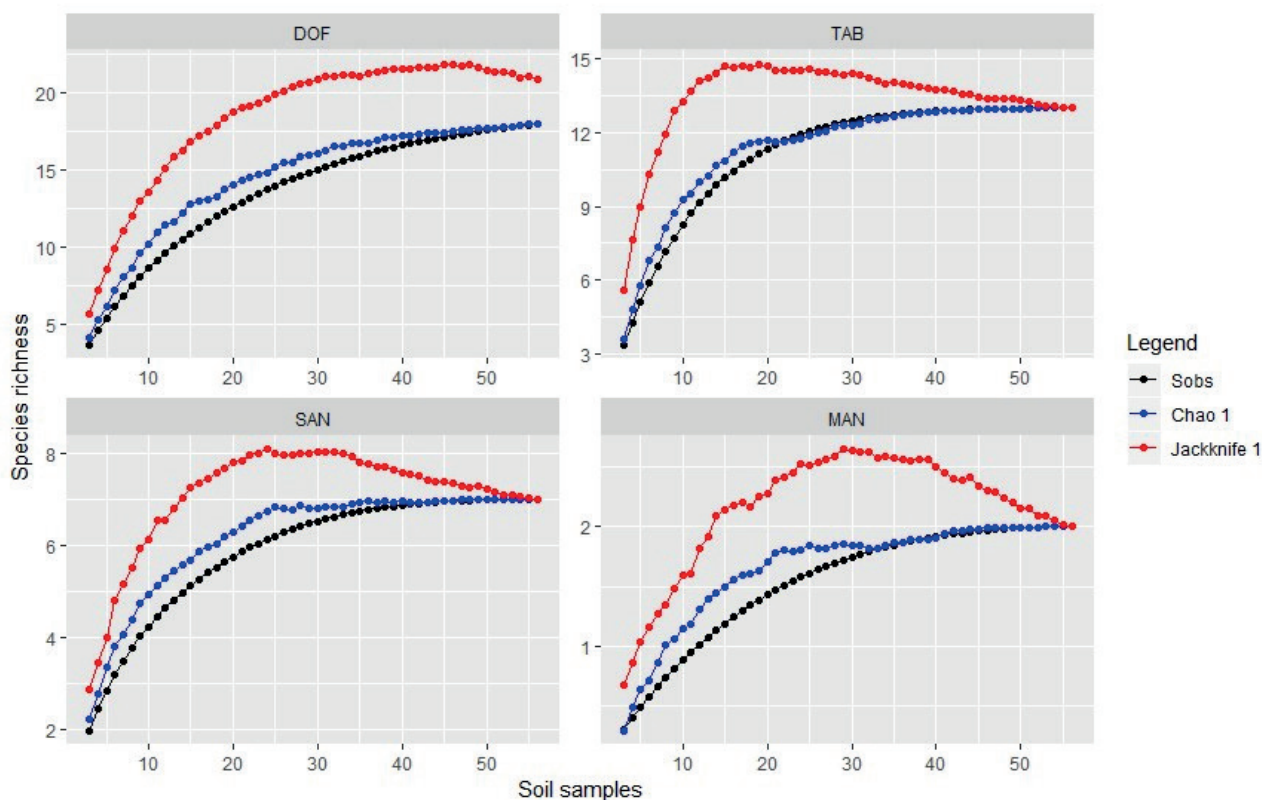 DOF
TAB
20
15
10
5
15
12
9
6
3
10 20 30 40 50
10 20 30 40 50
Species richness
SAN
MAN
8
6
4
2
2
1
10 20 30 40 50
10 20 30 40 50
Soil samples
Legend
Sobs
Chao 1
Jackknife 1